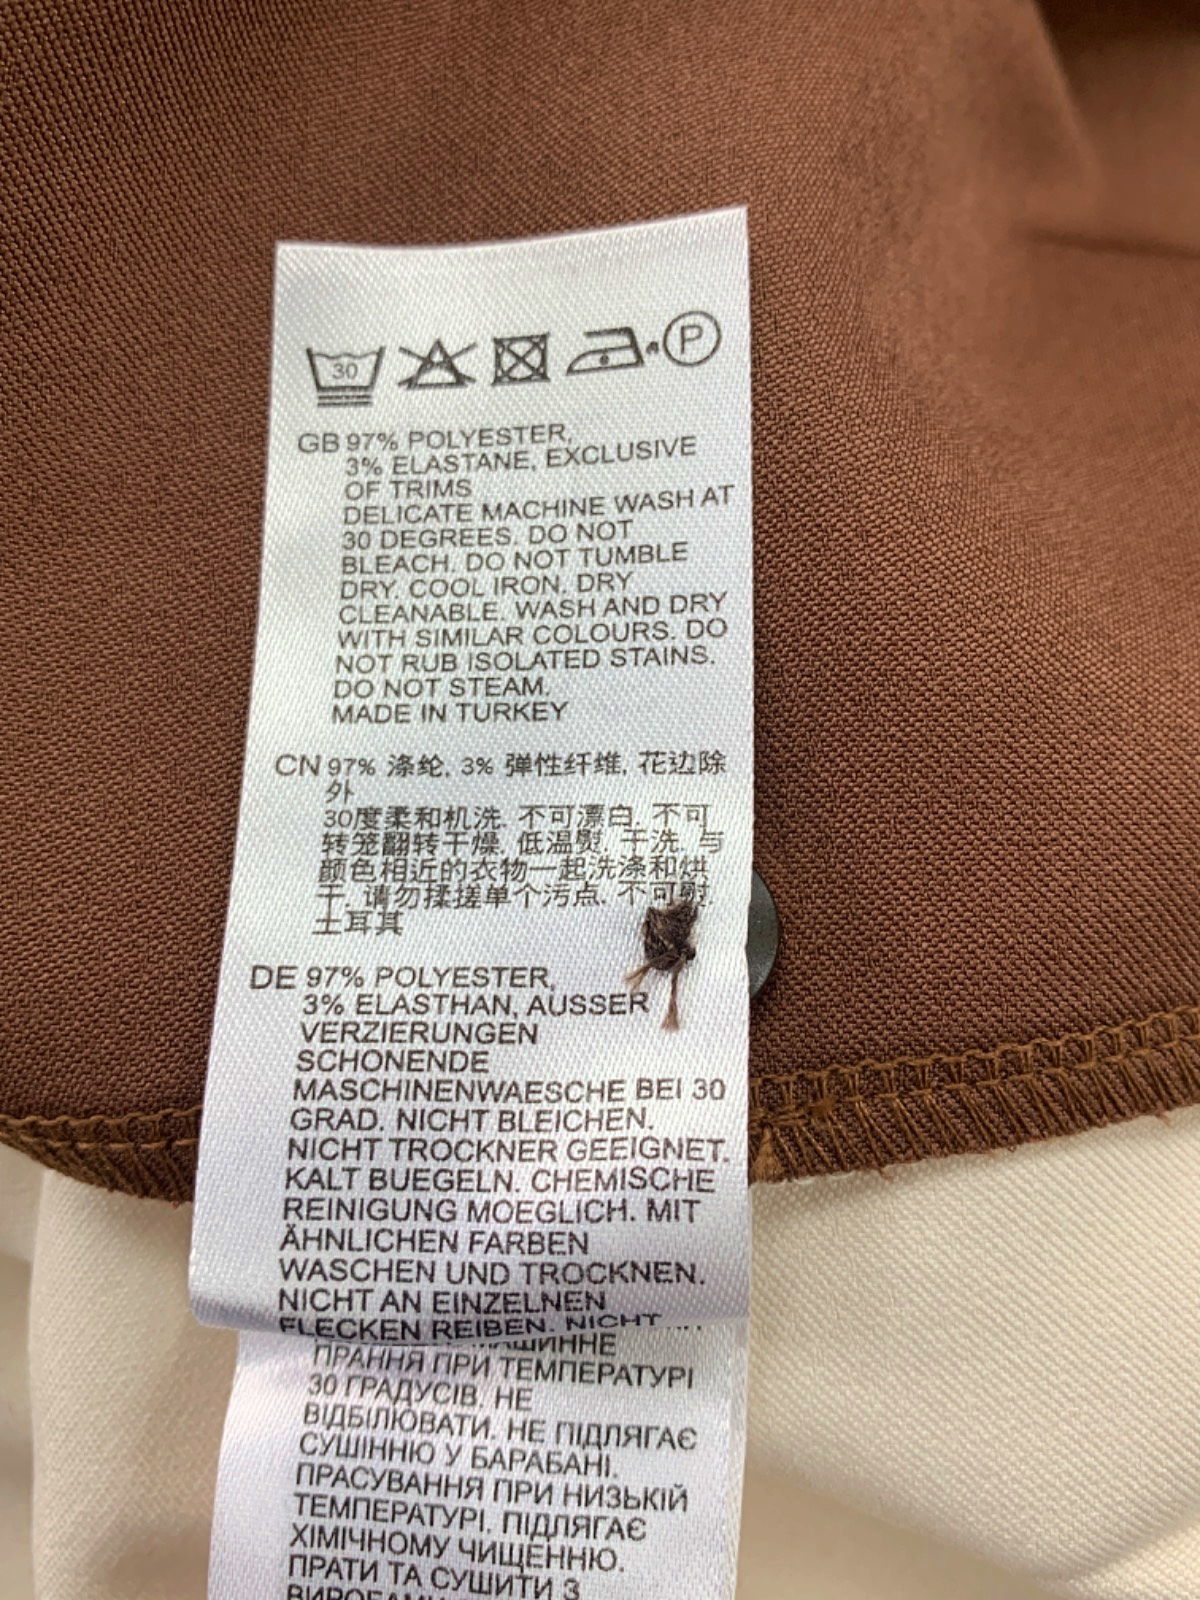 30 P
GB 97% POLYESTER,
3% ELASTANE, EXCLUSIVE
OF TRIMS
DELICATE MACHINE WASH AT
30 DEGREES. DO NOT
BLEACH. DO NOT TUMBLE
DRY. COOL IRON. DRY
CLEANABLE. WASH AND DRY
WITH SIMILAR COLOURS. DO
NOT RUB ISOLATED STAINS.
DO NOT STEAM.
MADE IN TURKEY
CN 97% 涤纶, 3% 弹性纤维, 花边除
外
30度柔和机洗. 不可漂白. 不可
转笼翻转干燥. 低温熨. 干洗. 与
颜色相近的衣物一起洗涤和烘
干. 请勿揉搓单个污点. 不可熨.
土耳其
DE 97% POLYESTER,
3% ELASTHAN, AUSSER
VERZIERUNGEN
SCHONENDE
MASCHINENWAESCHE BEI 30
GRAD. NICHT BLEICHEN.
NICHT TROCKNER GEEIGNET.
KALT BUEGELN. CHEMISCHE
REINIGUNG MOEGLICH. MIT
ÄHNLICHEN FARBEN
WASCHEN UND TROCKNEN.
NICHT AN EINZELNEN
FLECKEN REIBEN. NICHT
ПРАННЯ ПРИ ТЕМПЕРАТУРІ
30 ГРАДУСІВ. НЕ
ВІДБІЛЮВАТИ. НЕ ПІДЛЯГАЄ
СУШІННЮ У БАРАБАНІ.
ПРАСУВАННЯ ПРИ НИЗЬКІЙ
ТЕМПЕРАТУРІ. ПІДЛЯГАЄ
ХІМІЧНОМУ ЧИЩЕННЮ.
ПРАТИ ТА СУШИТИ З